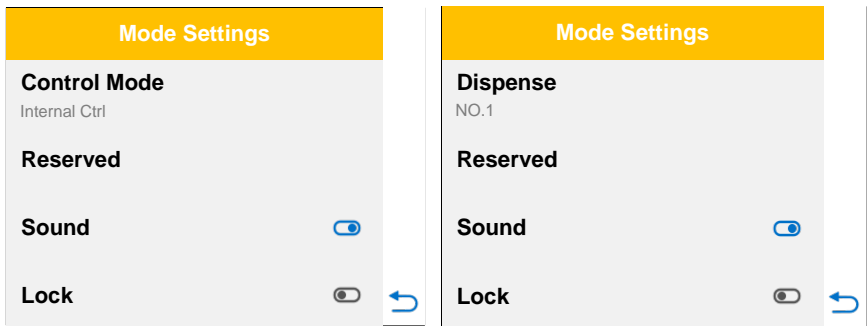 Mode Settings
Control Mode
Internal Ctrl
Reserved
Sound
Lock
Mode Settings
Dispense
NO.1
Reserved
Sound
Lock